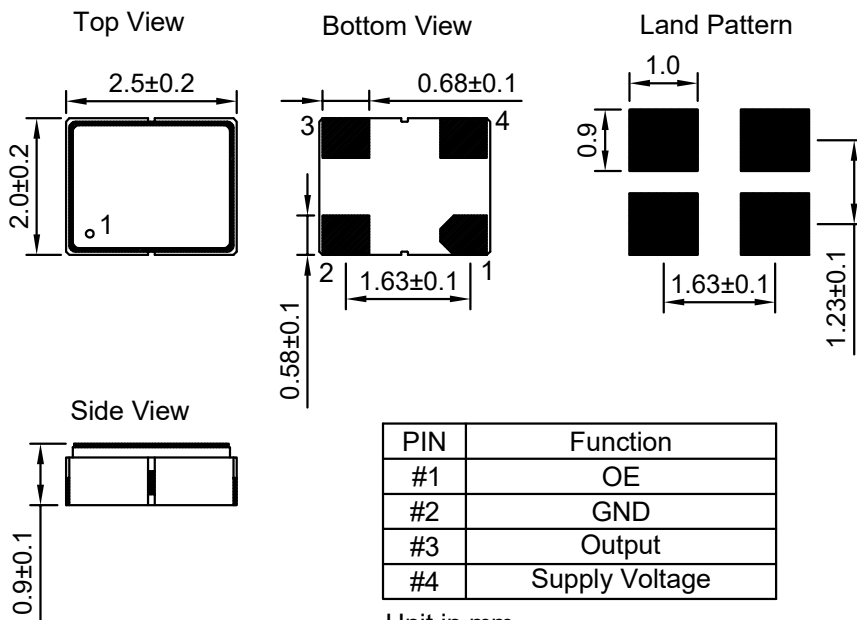 Top View
Bottom View
Land Pattern
2.5±0.2
2.0±0.2
1
0.68±0.1
3
4
2
1
1.63±0.1
0.58±0.1
1.0
0.9
1.63±0.1
1.23±0.1
Side View
0.9±0.1
PIN Function
#1 OE
#2 GND
#3 Output
#4 Supply Voltage
Unit in mm